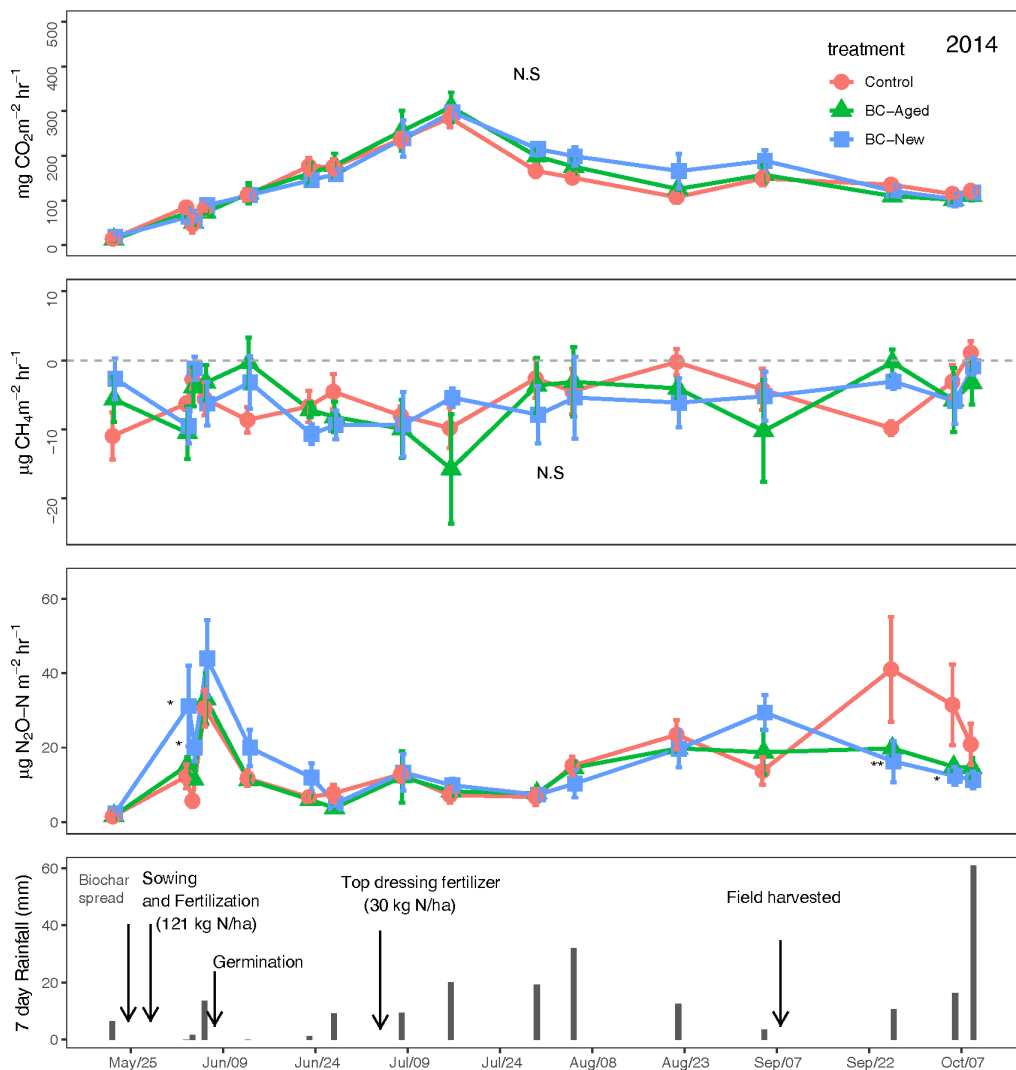 2014
treatment
Control
BC−Aged
BC−New
N.S
mg CO₂m⁻² hr⁻¹
500
400
300
200
100
0
µg CH₄m⁻² hr⁻¹
10
0
−10
−20
N.S
µg N₂O−N m⁻² hr⁻¹
60
40
20
0
*
*
**
*
7 day Rainfall (mm)
60
40
20
0
Biochar
spread
Sowing
and Fertilization
(121 kg N/ha)
Germination
Top dressing fertilizer
(30 kg N/ha)
Field harvested
May/25 Jun/09 Jun/24 Jul/09 Jul/24 Aug/08 Aug/23 Sep/07 Sep/22 Oct/07